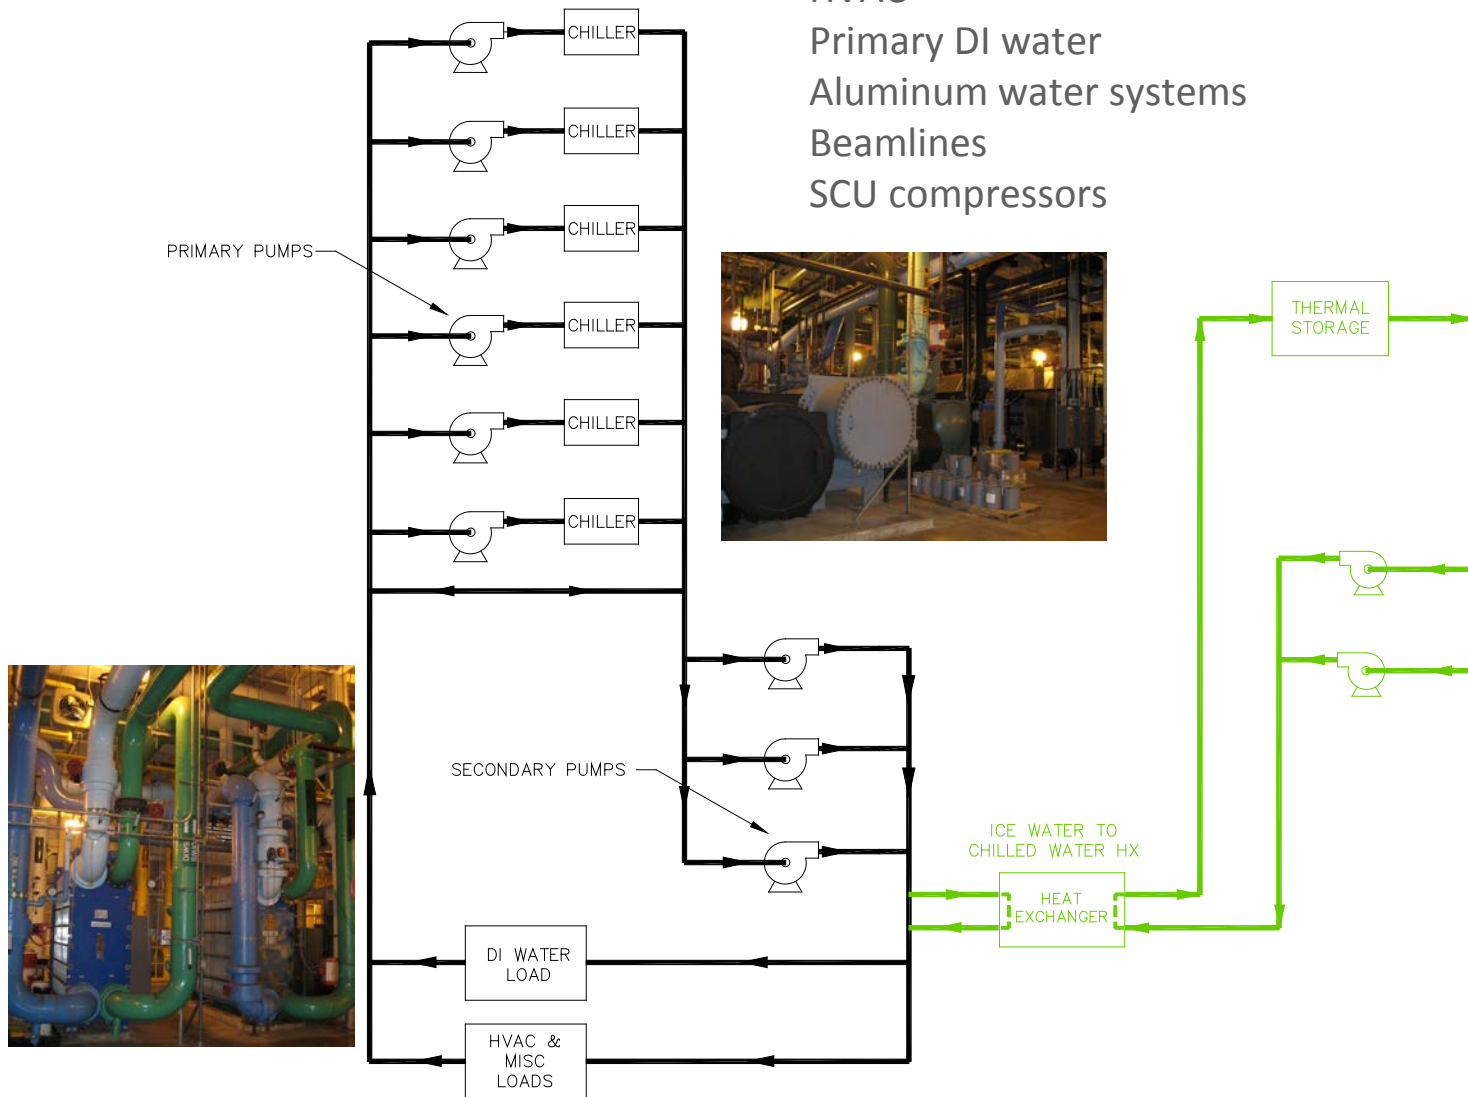 HVAC
Primary DI water
Aluminum water systems
Beamlines
SCU compressors
CHILLER
CHILLER
CHILLER
CHILLER
CHILLER
CHILLER
PRIMARY PUMPS
THERMAL
STORAGE
SECONDARY PUMPS
ICE WATER TO
CHILLED WATER HX
HEAT
EXCHANGER
DI WATER
LOAD
HVAC &
MISC
LOADS